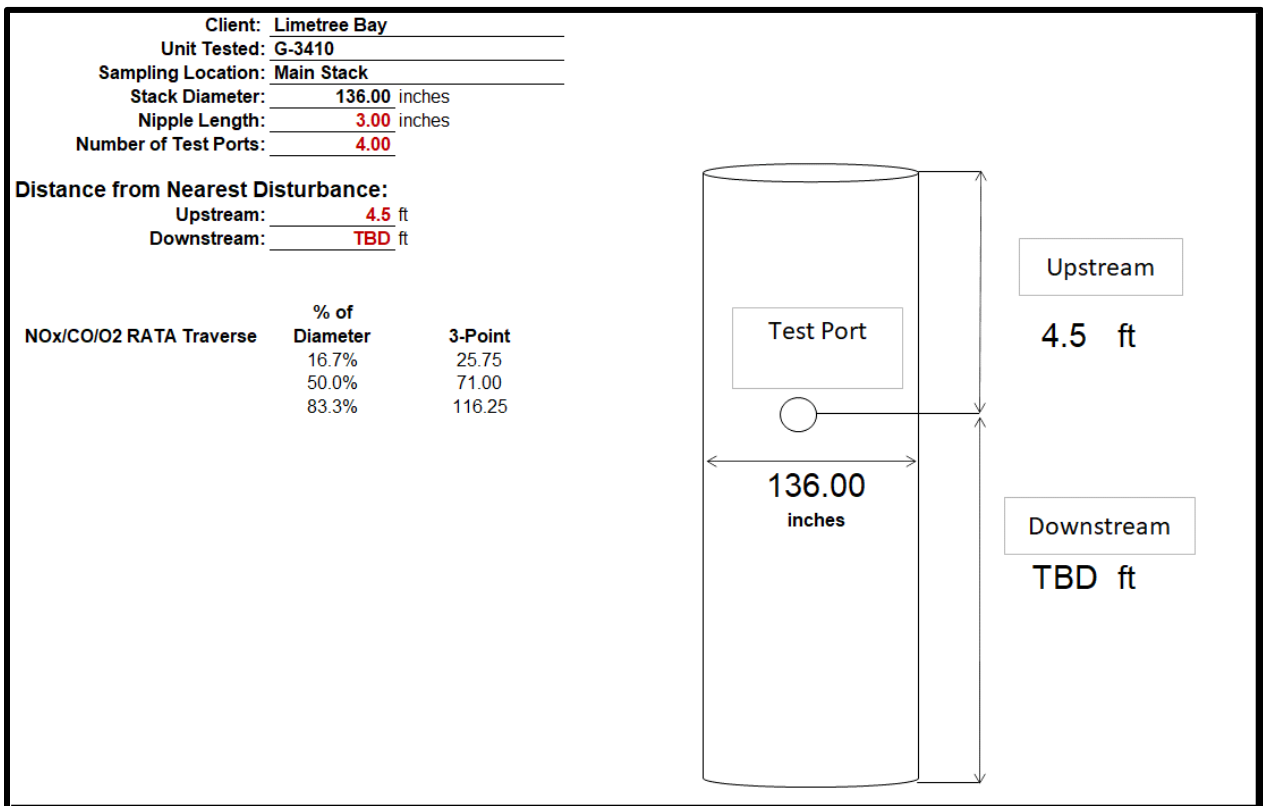 Client: Limetree Bay
Unit Tested: G-3410
Sampling Location: Main Stack
Stack Diameter: 136.00 inches
Nipple Length: 3.00 inches
Number of Test Ports: 4.00
Distance from Nearest Disturbance:
Upstream: 4.5 ft
Downstream: TBD ft
% of
NOx/CO/O2 RATA Traverse Diameter 3-Point
16.7% 25.75
50.0% 71.00
83.3% 116.25
Upstream
4.5 ft
Test Port
136.00
inches
Downstream
TBD ft